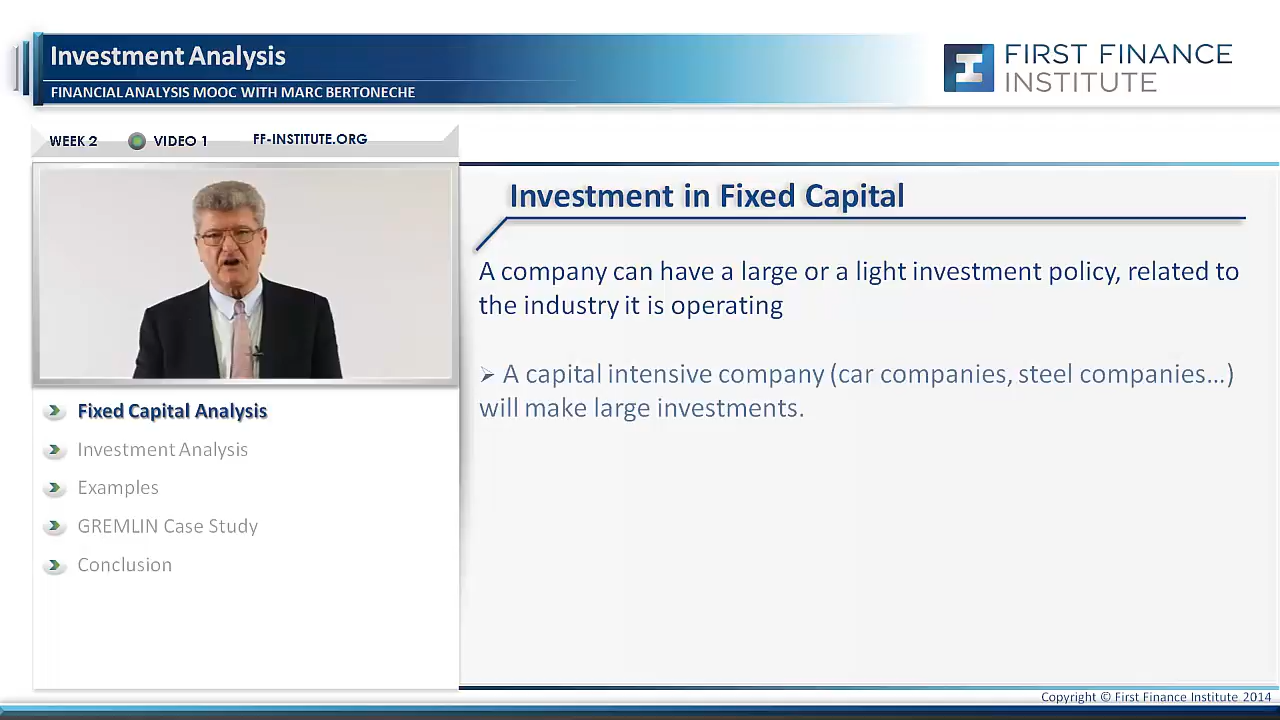 Investment Analysis
FINANCIAL ANALYSIS MOOC WITH MARC BERTONECHE
FIRST FINANCE
INSTITUTE
WEEK 2
VIDEO 1
FF-INSTITUTE.ORG
Fixed Capital Analysis
Investment Analysis
Examples
GREMLIN Case Study
Conclusion
Investment in Fixed Capital
A company can have a large or a light investment policy, related to
the industry it is operating
➢ A capital intensive company (car companies, steel companies...)
will make large investments.
Copyright © First Finance Institute 2014